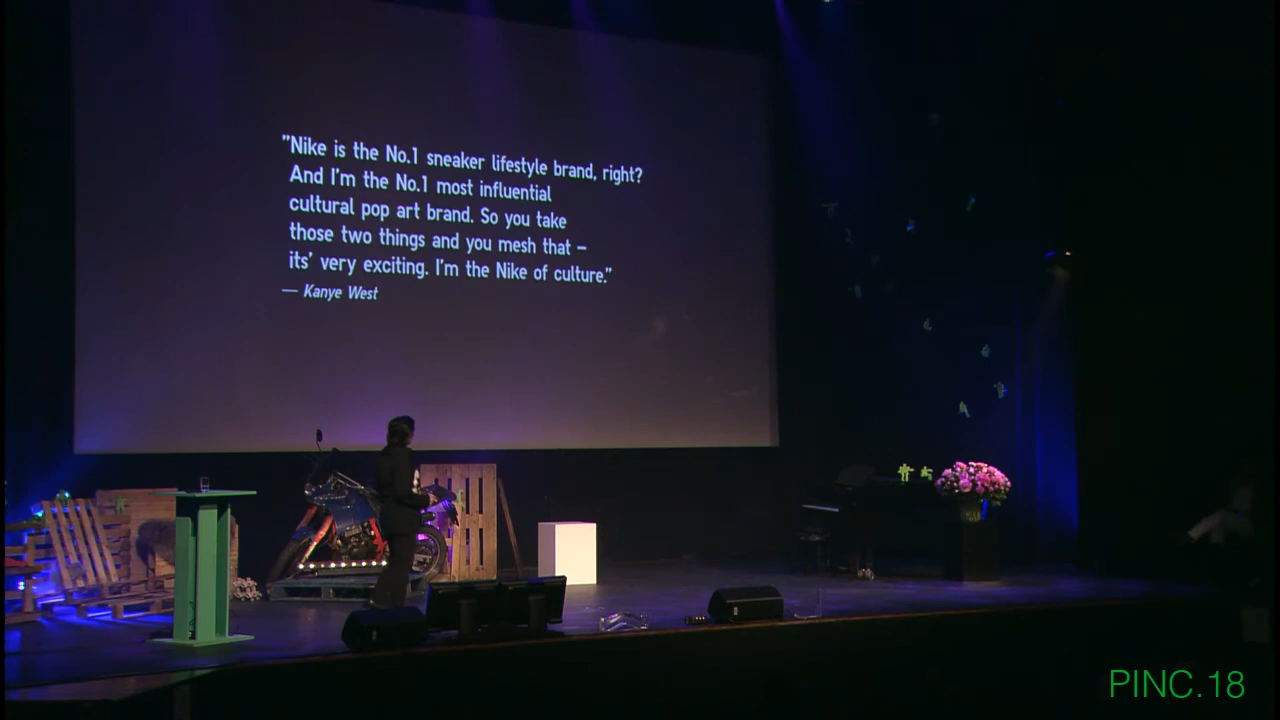 ”Nike is the No.1 sneaker lifestyle brand, right?
And I'm the No.1 most influential
cultural pop art brand. So you take
those two things and you mesh that –
its' very exciting. I'm the Nike of culture.”
— Kanye West
PINC.18